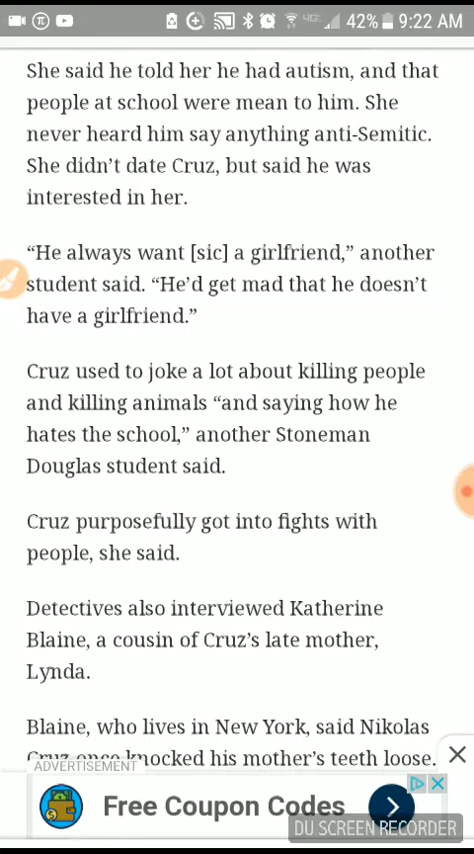 42% 9:22 AM
She said he told her he had autism, and that
people at school were mean to him. She
never heard him say anything anti-Semitic.
She didn’t date Cruz, but said he was
interested in her.
“He always want [sic] a girlfriend,” another
student said. “He’d get mad that he doesn’t
have a girlfriend.”
Cruz used to joke a lot about killing people
and killing animals “and saying how he
hates the school,” another Stoneman
Douglas student said.
Cruz purposefully got into fights with
people, she said.
Detectives also interviewed Katherine
Blaine, a cousin of Cruz’s late mother,
Lynda.
Blaine, who lives in New York, said Nikolas
Cruz once knocked his mother’s teeth loose.
ADVERTISEMENT
Free Coupon Codes
DU SCREEN RECORDER